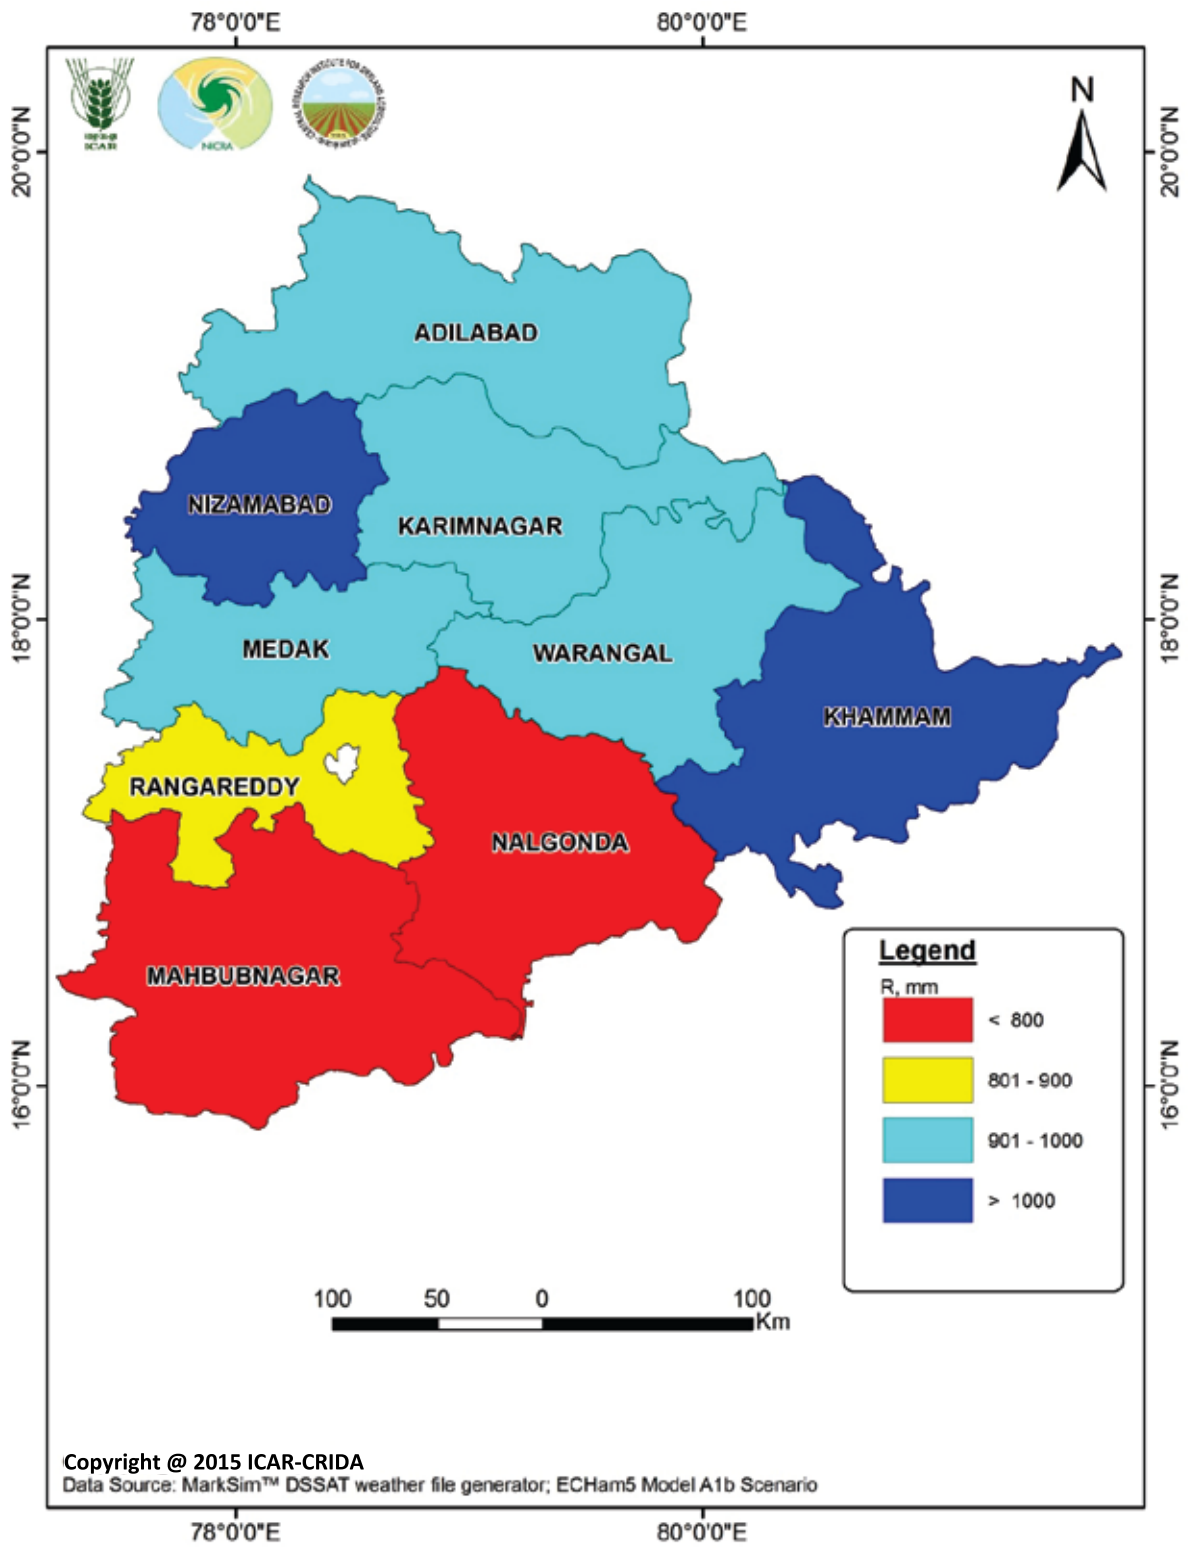 78°0'0"E 80°0'0"E
ICAR
NICRA
N
20°0'0"N 20°0'0"N
ADILABAD
NIZAMABAD
KARIMNAGAR
18°0'0"N 18°0'0"N
MEDAK
WARANGAL
KHAMMAM
RANGAREDDY
NALGONDA
MAHBUBNAGAR
Legend
R, mm
< 800
801 - 900
901 - 1000
> 1000
16°0'0"N 16°0'0"N
100 50 0 100
Km
Copyright @ 2015 ICAR-CRIDA
Data Source: MarkSim™ DSSAT weather file generator; ECHam5 Model A1b Scenario
78°0'0"E 80°0'0"E